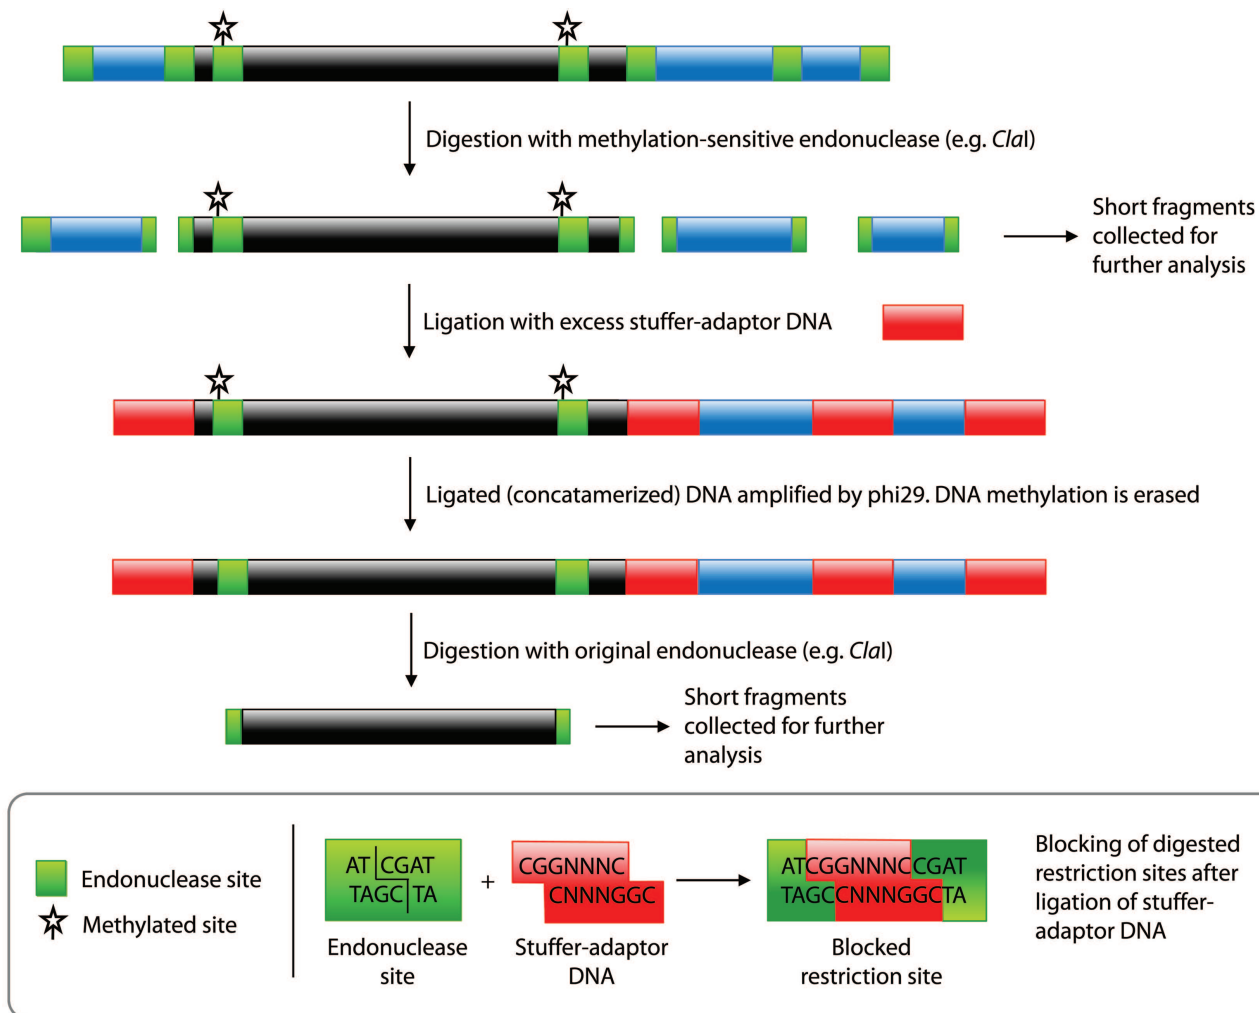 Digestion with methylation-sensitive endonuclease (e.g. ClaI)
Short fragments
collected for
further analysis
Ligation with excess stuffer-adaptor DNA
Ligated (concatamerized) DNA amplified by phi29. DNA methylation is erased
Digestion with original endonuclease (e.g. ClaI)
Short fragments
collected for further
analysis
Endonuclease site
Methylated site
AT CGAT
TAGC TA
Endonuclease
site
+
CGGNNNC
CNNNGGC
Stuffer-adaptor
DNA
ATCGGNNNCCGAT
TAGCCNNNGGCTA
Blocked
restriction site
Blocking of digested
restriction sites after
ligation of stuffer-
adaptor DNA